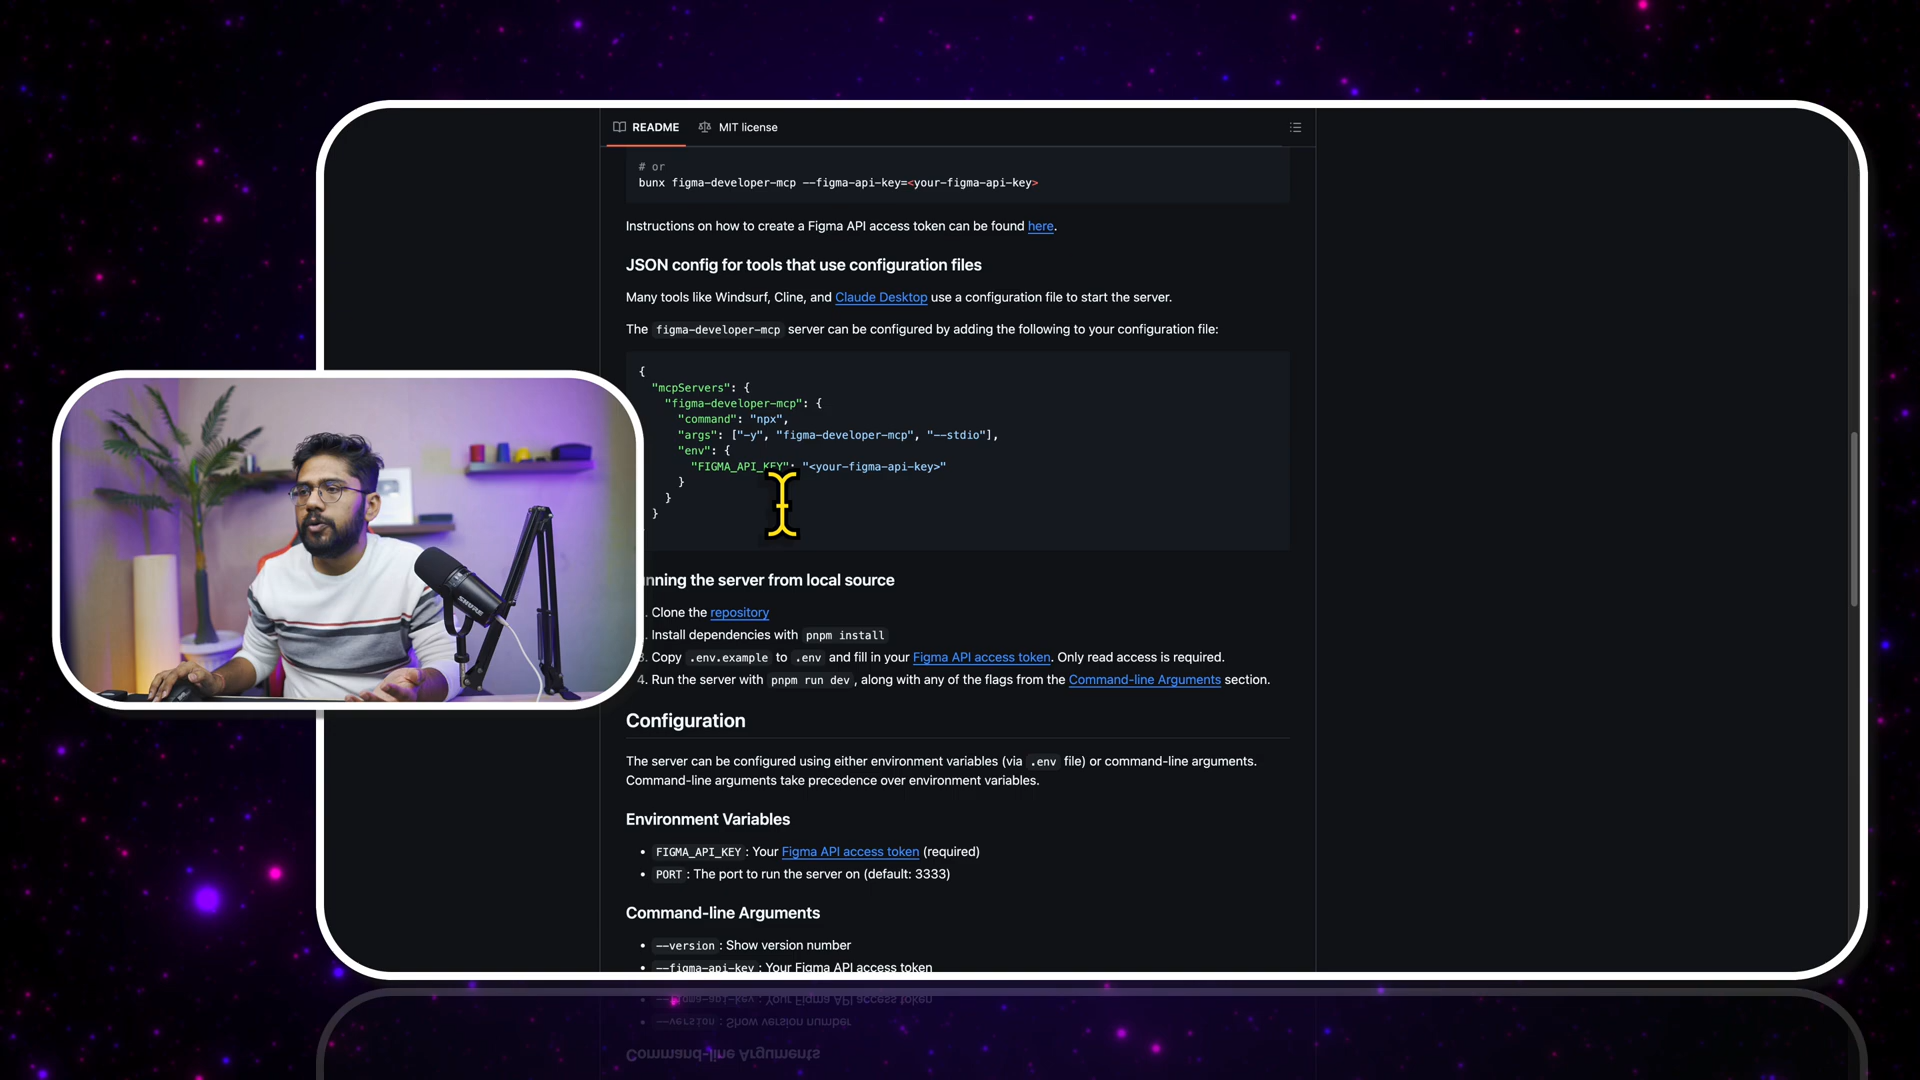 README MIT license
# or
bunx figma-developer-mcp --figma-api-key=<your-figma-api-key>
Instructions on how to create a Figma API access token can be found here.
JSON config for tools that use configuration files
Many tools like Windsurf, Cline, and Claude Desktop use a configuration file to start the server.
The figma-developer-mcp server can be configured by adding the following to your configuration file:
{
"mcpServers": {
"figma-developer-mcp": {
"command": "npx",
"args": ["-y", "figma-developer-mcp", "--stdio"],
"env": {
"FIGMA_API_KEY": "<your-figma-api-key>"
}
}
}
nning the server from local source
. Clone the repository
. Install dependencies with pnpm install
3. Copy .env.example to .env and fill in your Figma API access token. Only read access is required.
4. Run the server with pnpm run dev, along with any of the flags from the Command-line Arguments section.
Configuration
The server can be configured using either environment variables (via .env file) or command-line arguments.
Command-line arguments take precedence over environment variables.
Environment Variables
• FIGMA_API_KEY: Your Figma API access token (required)
• PORT: The port to run the server on (default: 3333)
Command-line Arguments
• --version: Show version number
• --figma-api-key: Your Figma API access token
SHURE